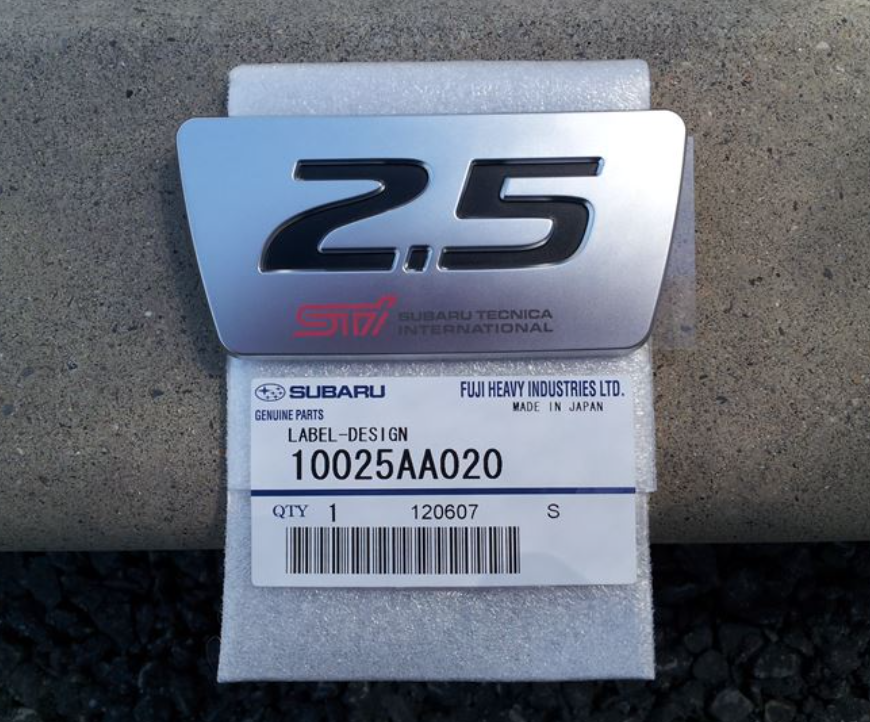 2.5
STi SUBARU TECNICA
INTERNATIONAL
SUBARU FUJI HEAVY INDUSTRIES LTD.
GENUINE PARTS MADE IN JAPAN
LABEL-DESIGN
10025AA020
QTY 1 120607 S